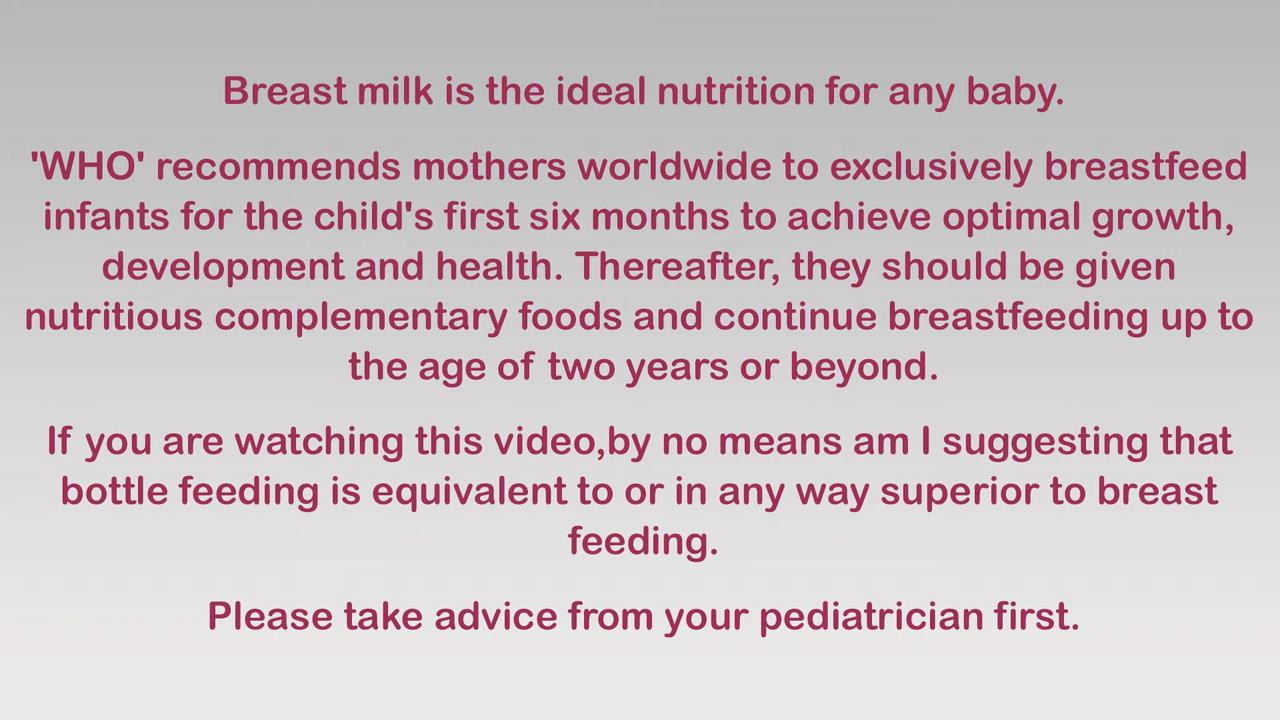 Breast milk is the ideal nutrition for any baby.
'WHO' recommends mothers worldwide to exclusively breastfeed
infants for the child's first six months to achieve optimal growth,
development and health. Thereafter, they should be given
nutritious complementary foods and continue breastfeeding up to
the age of two years or beyond.
If you are watching this video,by no means am I suggesting that
bottle feeding is equivalent to or in any way superior to breast
feeding.
Please take advice from your pediatrician first.